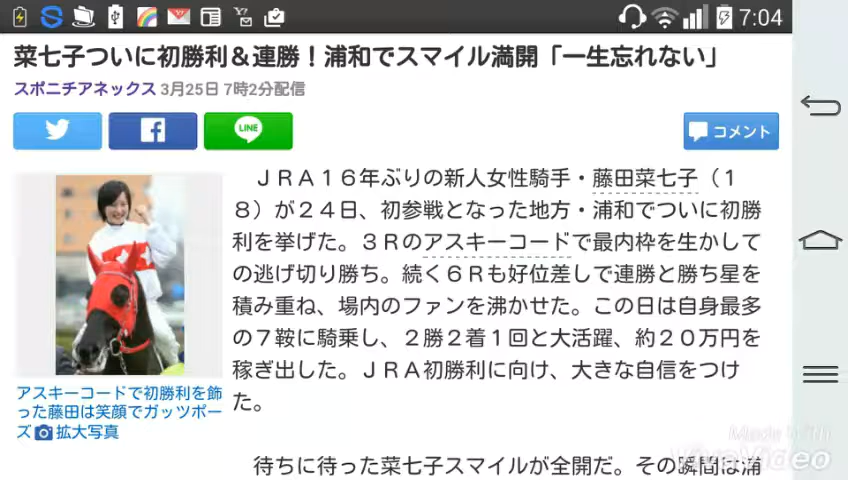 7:04
菜七子ついに初勝利＆連勝！浦和でスマイル満開「一生忘れない」
スポニチアネックス 3月25日 7時2分配信
LINE
コメント
ＪＲＡ１６年ぶりの新人女性騎手・藤田菜七子（１
８）が２４日、初参戦となった地方・浦和でついに初勝
利を挙げた。３Ｒのアスキーコードで最内枠を生かして
の逃げ切り勝ち。続く６Ｒも好位差しで連勝と勝ち星を
積み重ね、場内のファンを沸かせた。この日は自身最多
の７鞍に騎乗し、２勝２着１回と大活躍、約２０万円を
稼ぎ出した。ＪＲＡ初勝利に向け、大きな自信をつけ
た。
アスキーコードで初勝利を飾
った藤田は笑顔でガッツポー
ズ 拡大写真
待ちに待った菜七子スマイルが全開だ。その瞬間は浦
Made with
VivaVideo